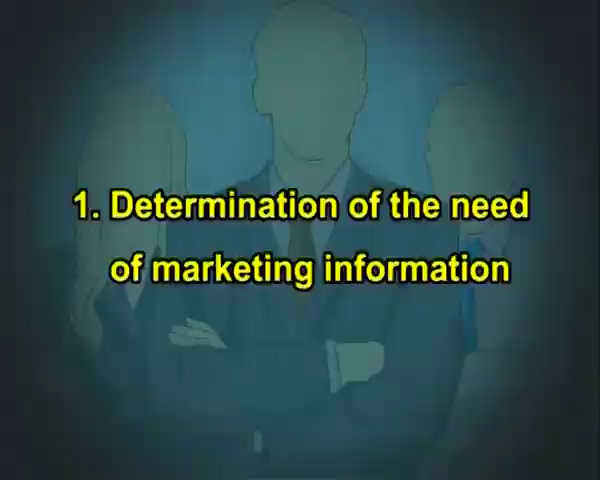 1. Determination of the need
of marketing information